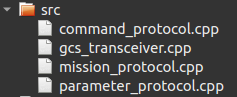 src
command_protocol.cpp
gcs_transceiver.cpp
mission_protocol.cpp
parameter_protocol.cpp